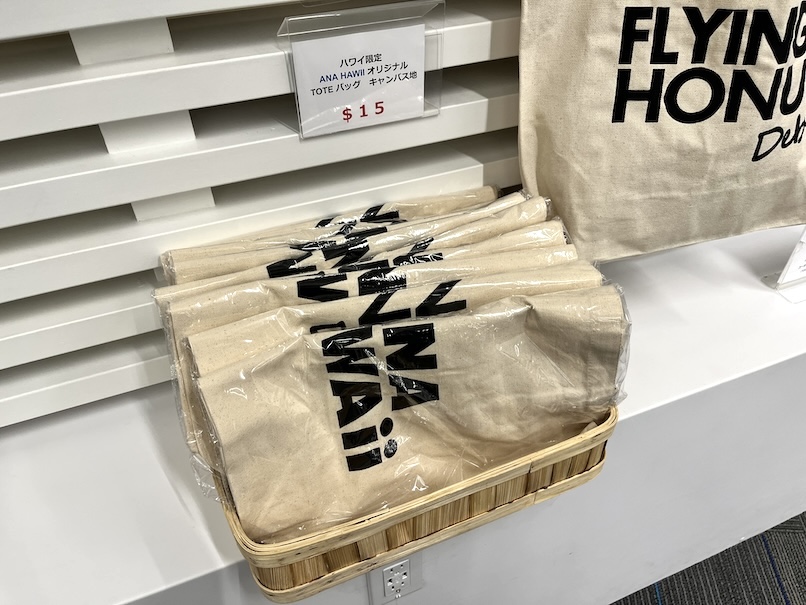 ハワイ限定
ANA HAWII オリジナル
TOTE バッグ キャンバス地
$15
FLYING
HONU
ANA
HAWAii